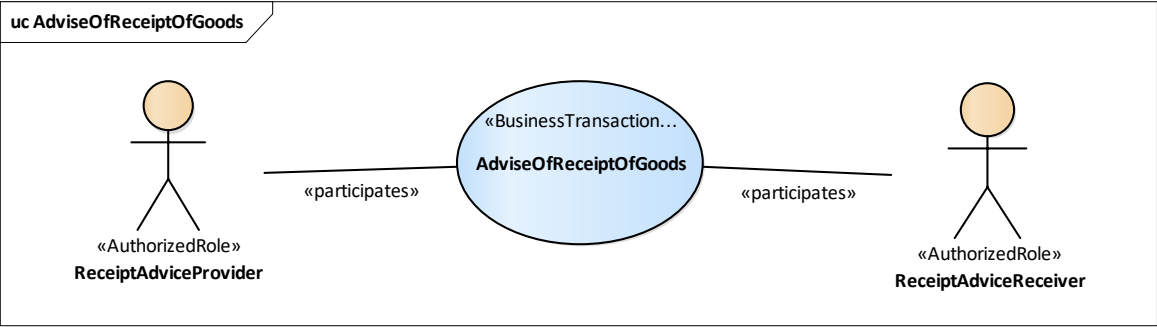 uc AdviseOfReceiptOfGoods
«BusinessTransaction…
AdviseOfReceiptOfGoods
«participates»
«participates»
«AuthorizedRole»
ReceiptAdviceProvider
«AuthorizedRole»
ReceiptAdviceReceiver